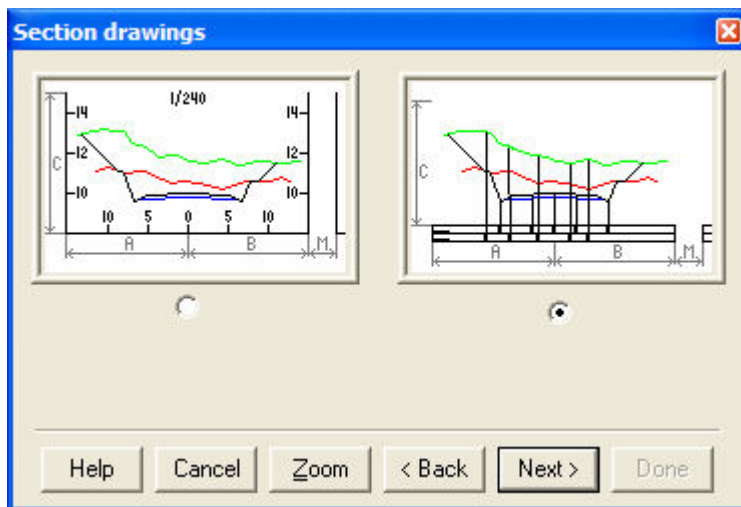 Section drawings
1/240
14 14
C 12 12 C
10 10
10 5 0 5 10
A B M A B M
Help Cancel Zoom < Back Next > Done